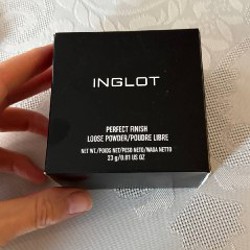 INGLOT
PERFECT FINISH
LOOSE POWDER/POUDRE LIBRE
NET WT./POIDS NET/PESO NETO/WAGA NETTO
23 g/0.81 US OZ